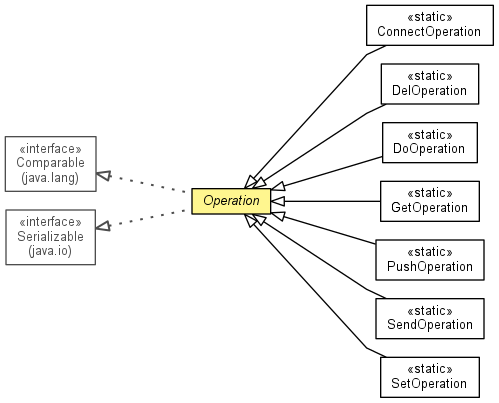 «interface»
Comparable
(java.lang)
«interface»
Serializable
(java.io)
Operation
«static»
ConnectOperation
«static»
DelOperation
«static»
DoOperation
«static»
GetOperation
«static»
PushOperation
«static»
SendOperation
«static»
SetOperation